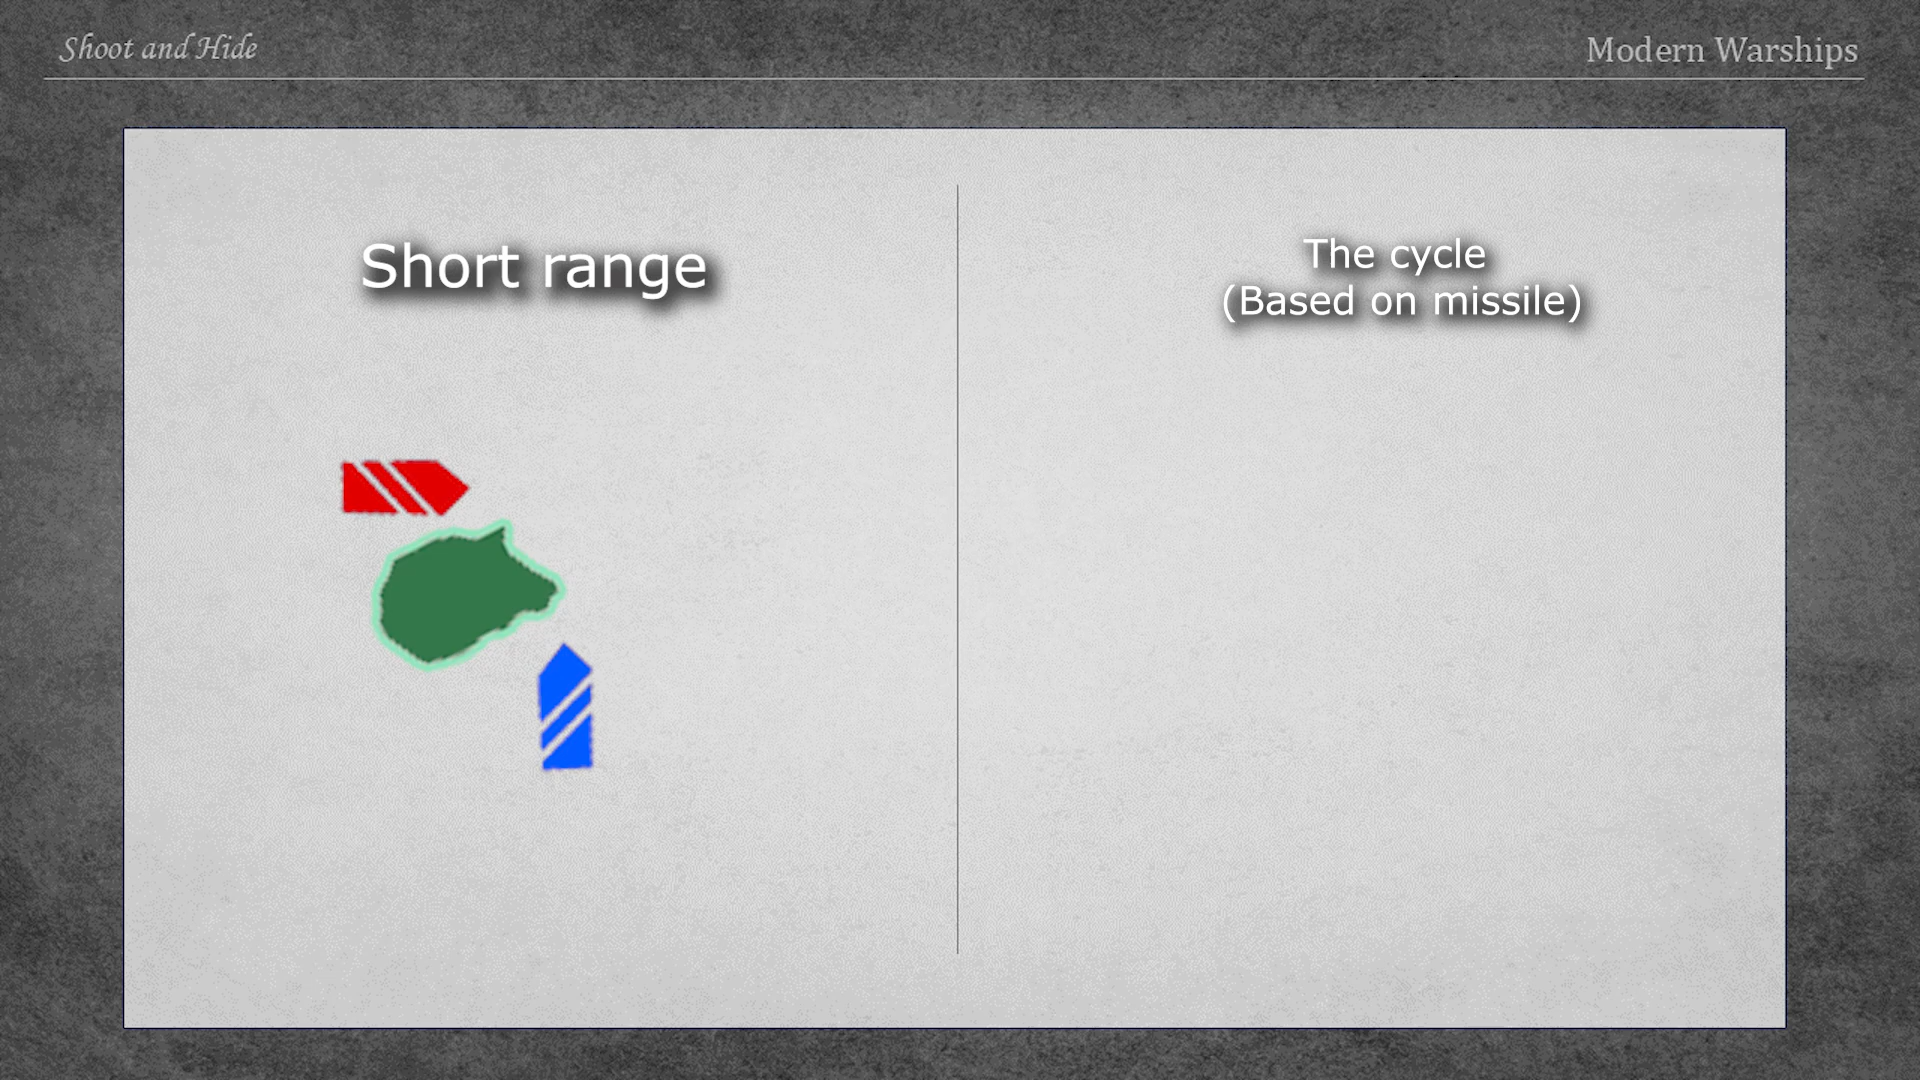 Shoot and Hide
Modern Warships
Short range
The cycle
(Based on missile)